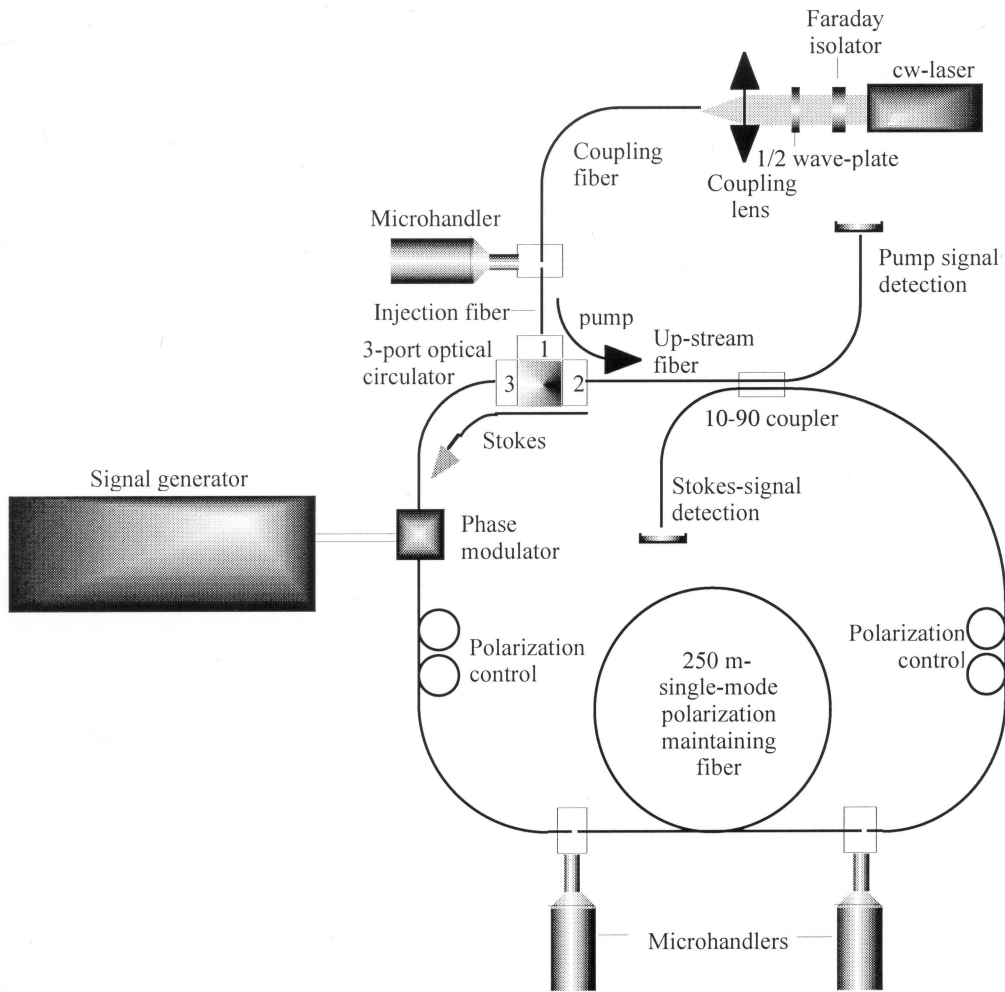 Faraday
isolator
cw-laser
1/2 wave-plate
Coupling
lens
Coupling
fiber
Microhandler
Pump signal
detection
Injection fiber
pump
Up-stream
fiber
3-port optical
circulator
1
3
2
10-90 coupler
Stokes
Signal generator
Stokes-signal
detection
Phase
modulator
Polarization
control
Polarization
control
250 m-
single-mode
polarization
maintaining
fiber
Microhandlers